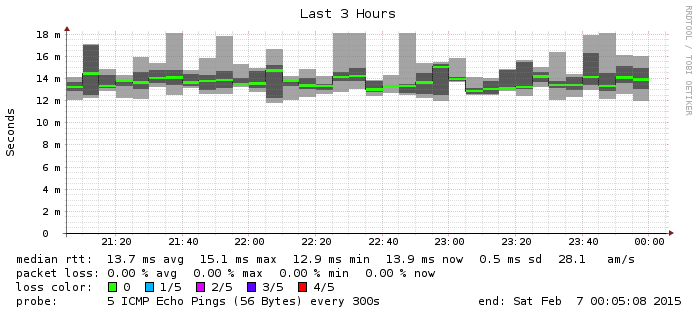 Last 3 Hours
RRDTOOL / TOBI OETIKER
Seconds
18 m
16 m
14 m
12 m
10 m
8 m
6 m
4 m
2 m
0
21:20 21:40 22:00 22:20 22:40 23:00 23:20 23:40 00:00
median rtt: 13.7 ms avg 15.1 ms max 12.9 ms min 13.9 ms now 0.5 ms sd 28.1 am/s
packet loss: 0.00 % avg 0.00 % max 0.00 % min 0.00 % now
loss color: 0 1/5 2/5 3/5 4/5
probe: 5 ICMP Echo Pings (56 Bytes) every 300s end: Sat Feb 7 00:05:08 2015